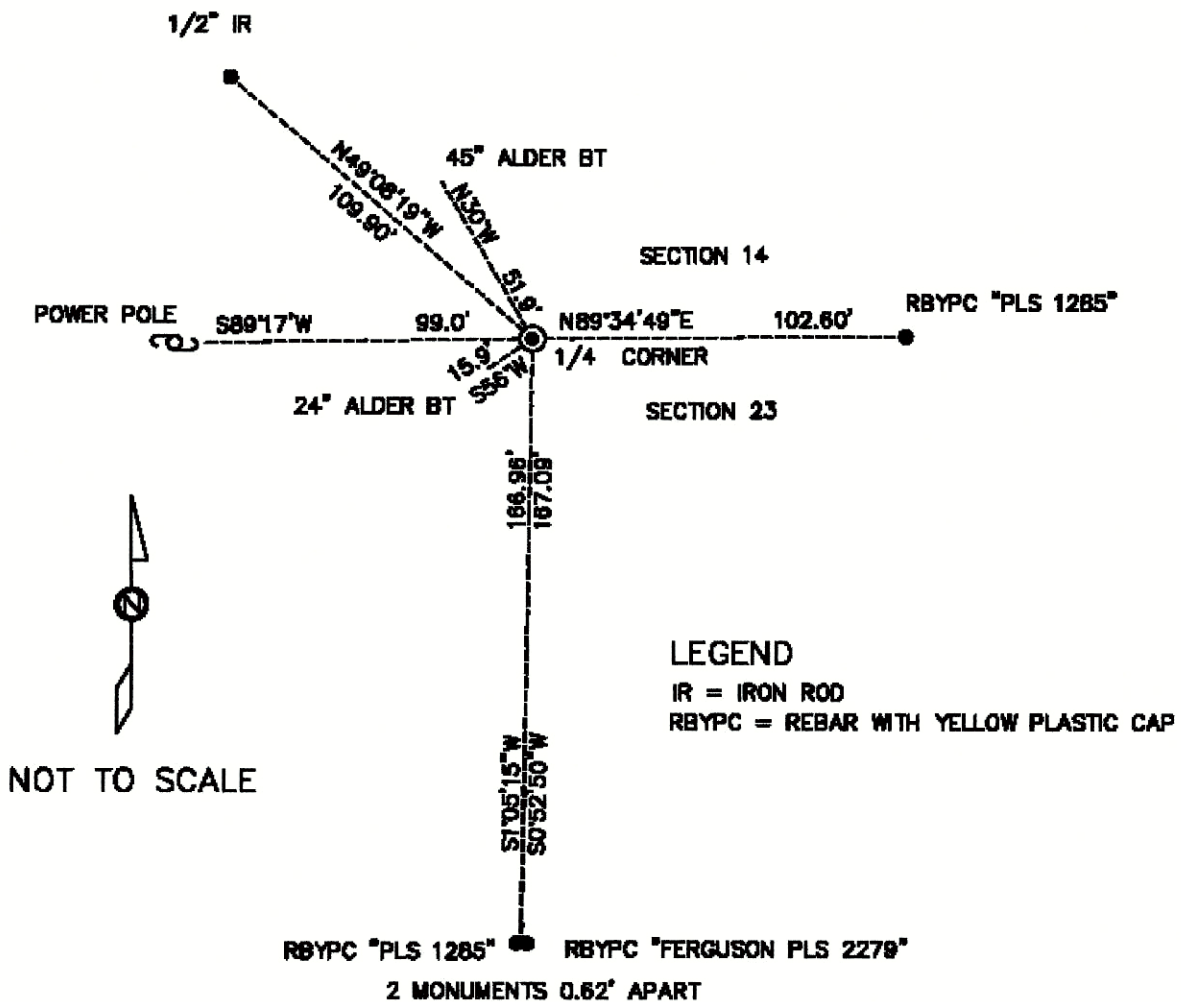 1/2" IR
N49°08'19"W
109.90'
45" ALDER BT
N30°W
51.9'
SECTION 14
RBYPC "PLS 1285"
POWER POLE
S89°17'W 99.0'
N89°34'49"E 102.60'
1/4 CORNER
15.9'
S56°W
24" ALDER BT
SECTION 23
166.96'
167.09'
S1°05'15"W
S0°52'50"W
N
NOT TO SCALE
LEGEND
IR = IRON ROD
RBYPC = REBAR WITH YELLOW PLASTIC CAP
RBYPC "PLS 1285" RBYPC "FERGUSON PLS 2279"
2 MONUMENTS 0.62' APART